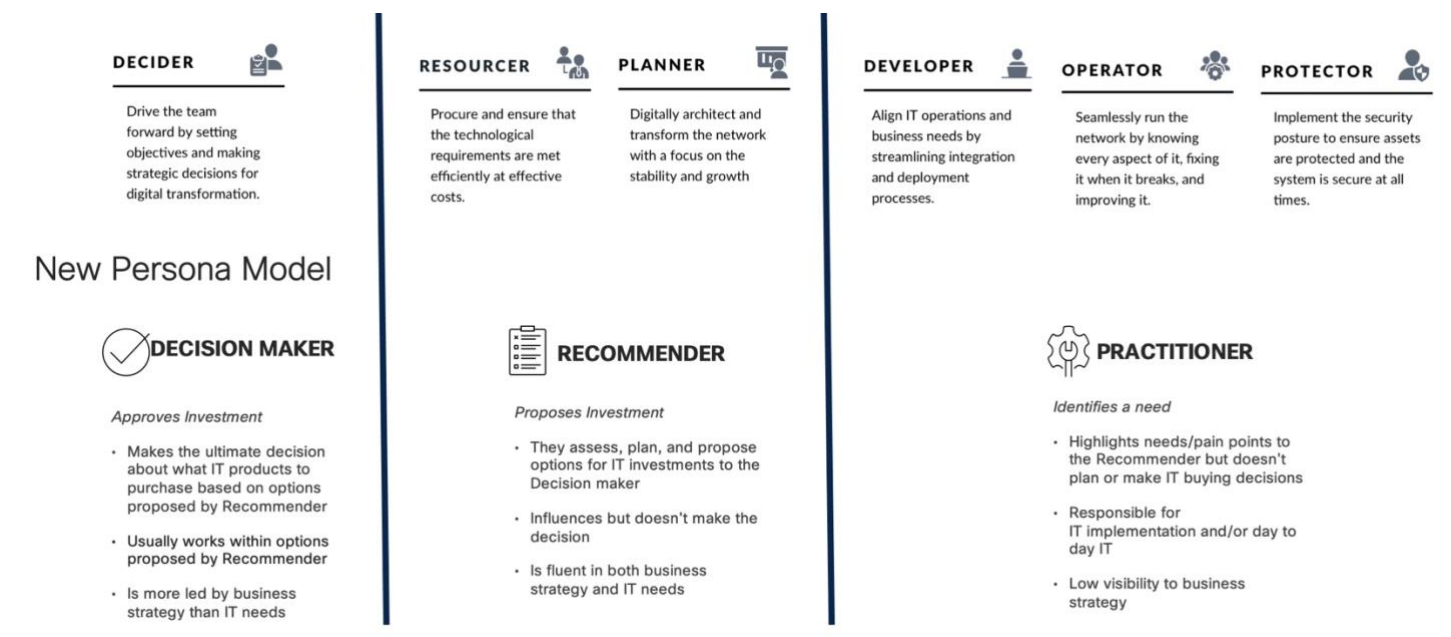 DECIDER
Drive the team
forward by setting
objectives and making
strategic decisions for
digital transformation.
RESOURCER
Procure and ensure that
the technological
requirements are met
efficiently at effective
costs.
PLANNER
Digitally architect and
transform the network
with a focus on the
stability and growth
DEVELOPER
Align IT operations and
business needs by
streamlining integration
and deployment
processes.
OPERATOR
Seamlessly run the
network by knowing
every aspect of it, fixing
it when it breaks, and
improving it.
PROTECTOR
Implement the security
posture to ensure assets
are protected and the
system is secure at all
times.
New Persona Model
DECISION MAKER
Approves Investment
• Makes the ultimate decision
about what IT products to
purchase based on options
proposed by Recommender
• Usually works within options
proposed by Recommender
• Is more led by business
strategy than IT needs
RECOMMENDER
Proposes Investment
• They assess, plan, and propose
options for IT investments to the
Decision maker
• Influences but doesn't make the
decision
• Is fluent in both business
strategy and IT needs
PRACTITIONER
Identifies a need
• Highlights needs/pain points to
the Recommender but doesn't
plan or make IT buying decisions
• Responsible for
IT implementation and/or day to
day IT
• Low visibility to business
strategy